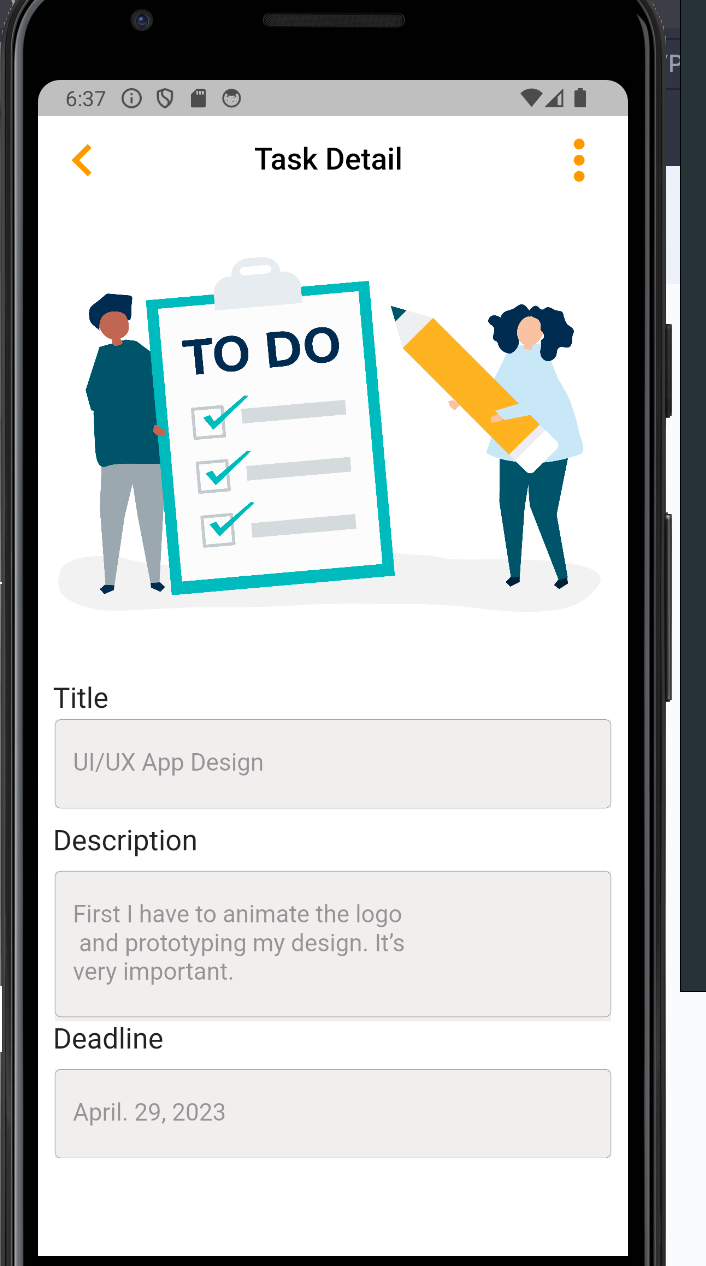 6:37
Task Detail
TO DO
Title
UI/UX App Design
Description
First I have to animate the logo
and prototyping my design. It’s
very important.
Deadline
April. 29, 2023